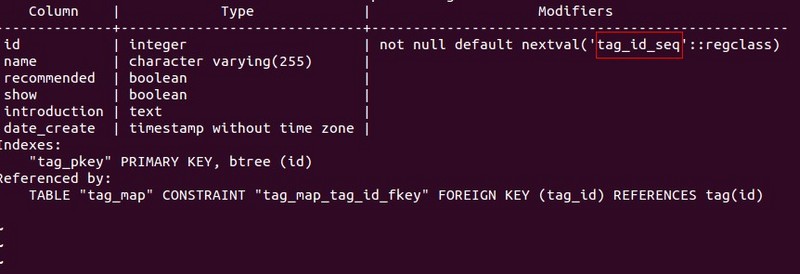 Column | Type | Modifiers
--------------+-----------------------------+--------------------------------------------------
id | integer | not null default nextval('tag_id_seq'::regclass)
name | character varying(255) |
recommended | boolean |
show | boolean |
introduction | text |
date_create | timestamp without time zone |
Indexes:
"tag_pkey" PRIMARY KEY, btree (id)
Referenced by:
TABLE "tag_map" CONSTRAINT "tag_map_tag_id_fkey" FOREIGN KEY (tag_id) REFERENCES tag(id)
~
~
~